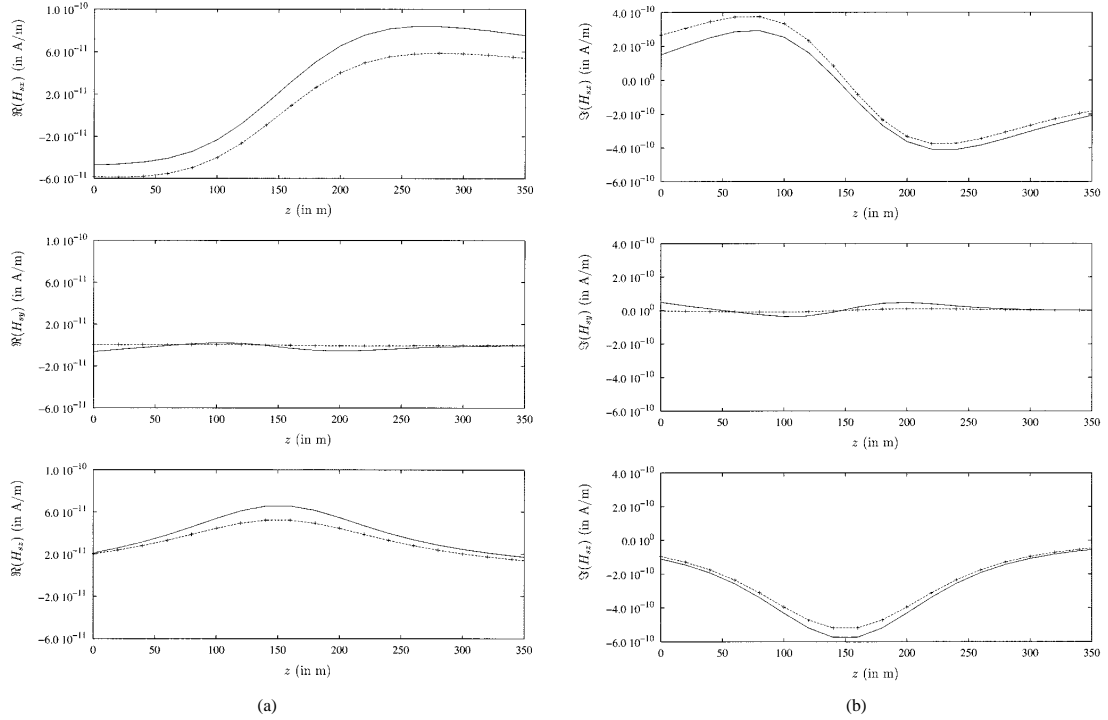 ℜ(H_sx) (in A/m)
1.0 10^-10
6.0 10^-11
2.0 10^-11
-2.0 10^-11
-6.0 10^-11
0 50 100 150 200 250 300 350
z (in m)
ℜ(H_sy) (in A/m)
1.0 10^-10
6.0 10^-11
2.0 10^-11
-2.0 10^-11
-6.0 10^-11
0 50 100 150 200 250 300 350
z (in m)
ℜ(H_sz) (in A/m)
1.0 10^-10
6.0 10^-11
2.0 10^-11
-2.0 10^-11
-6.0 10^-11
0 50 100 150 200 250 300 350
z (in m)
(a)
ℑ(H_sx) (in A/m)
4.0 10^-10
2.0 10^-10
0.0 10^0
-2.0 10^-10
-4.0 10^-10
-6.0 10^-10
0 50 100 150 200 250 300 350
z (in m)
ℑ(H_sy) (in A/m)
4.0 10^-10
2.0 10^-10
0.0 10^0
-2.0 10^-10
-4.0 10^-10
-6.0 10^-10
0 50 100 150 200 250 300 350
z (in m)
ℑ(H_sz) (in A/m)
4.0 10^-10
2.0 10^-10
0.0 10^0
-2.0 10^-10
-4.0 10^-10
-6.0 10^-10
0 50 100 150 200 250 300 350
z (in m)
(b)